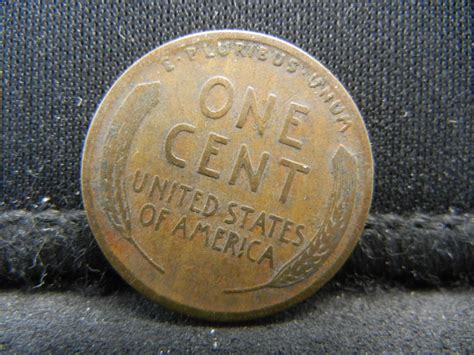 E·PLURIBUS·UNUM
ONE
CENT
UNITED STATES
OF AMERICA